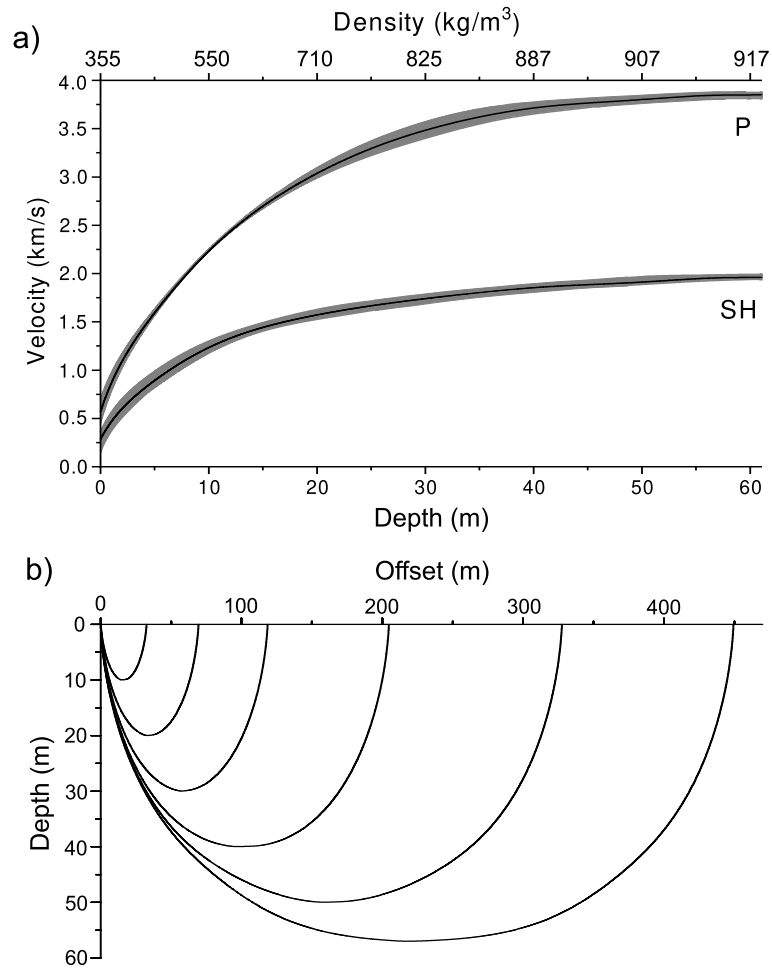 a)
Density (kg/m³)
355 550 710 825 887 907 917
4.0
3.5
3.0
2.5
2.0
1.5
1.0
0.5
0.0
Velocity (km/s)
P
SH
0 10 20 30 40 50 60
Depth (m)
b)
Offset (m)
0 100 200 300 400
0
10
20
30
40
50
60
Depth (m)